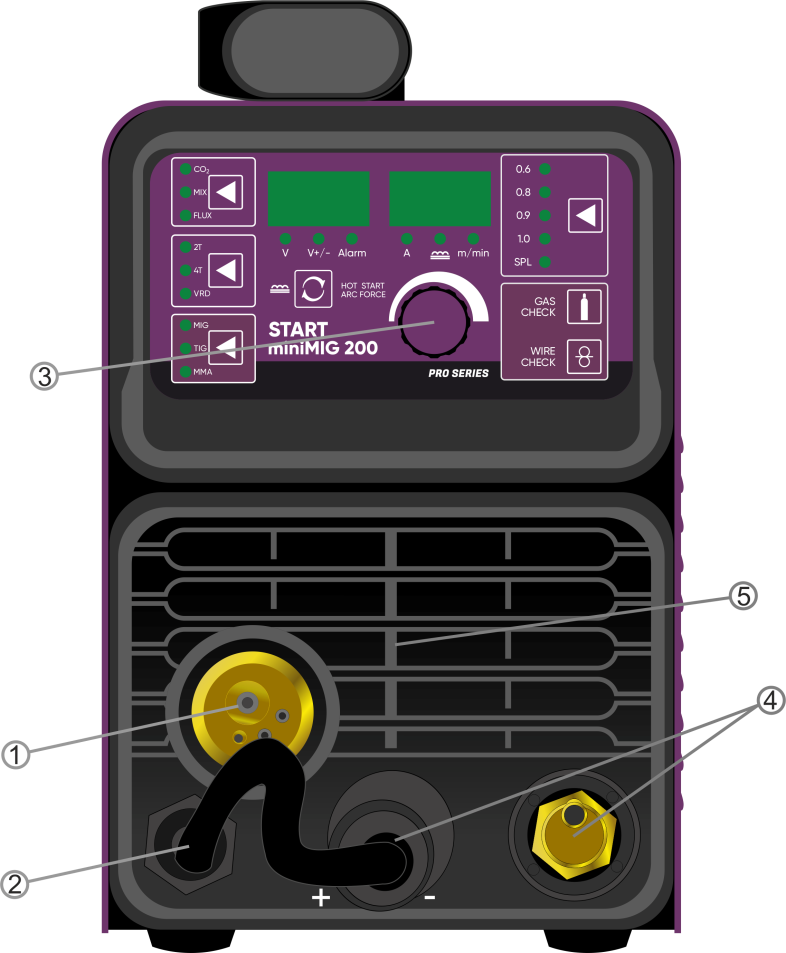 CO₂
MIX
FLUX
2T
4T
VRD
MIG
TIG
MMA
V V+/- Alarm
A m/min
HOT START
ARC FORCE
START
miniMIG 200
PRO SERIES
0.6
0.8
0.9
1.0
SPL
GAS
CHECK
WIRE
CHECK
3
5
4
1
2
+ -